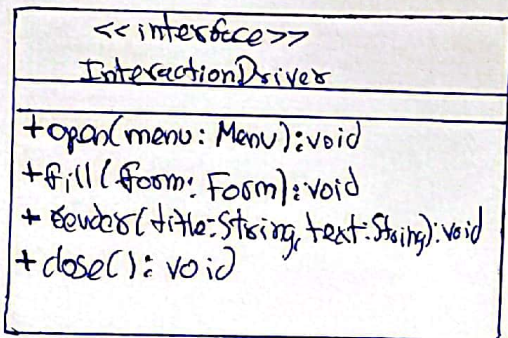 <<interface>>
InteractionDriver
+open(menu: Menu): void
+fill(form: Form): void
+render(title: String, text: String): void
+close(): void